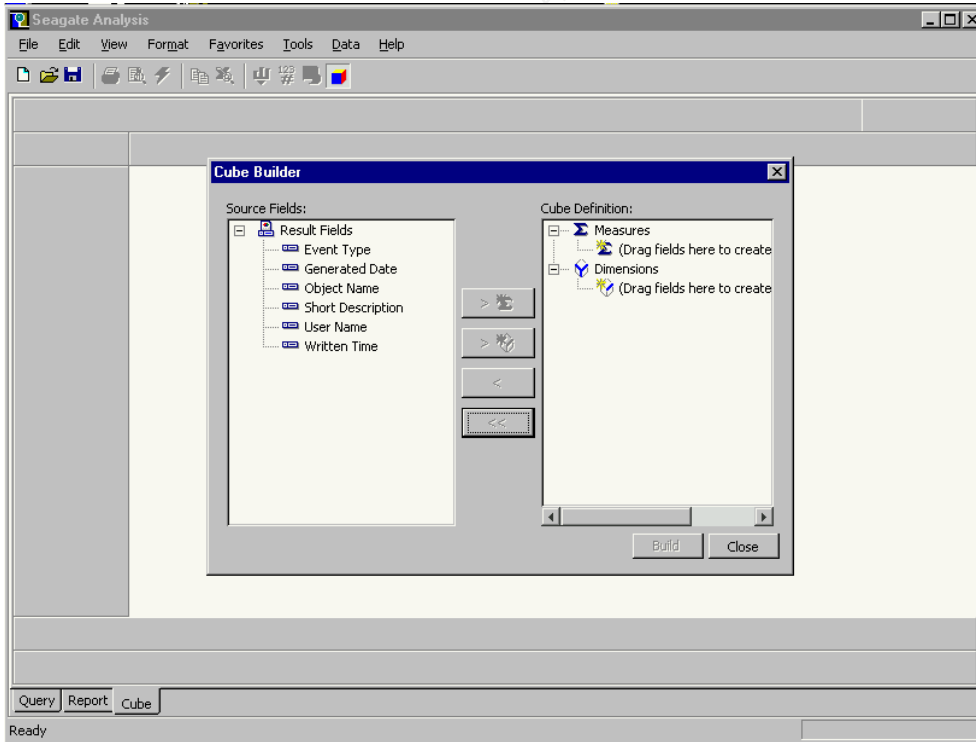 Seagate Analysis
File Edit View Format Favorites Tools Data Help
123
#
Cube Builder
Source Fields:
Result Fields
Event Type
Generated Date
Object Name
Short Description
User Name
Written Time
>
>
<
<<
Cube Definition:
Measures
(Drag fields here to create
Dimensions
(Drag fields here to create
Build Close
Query Report Cube
Ready